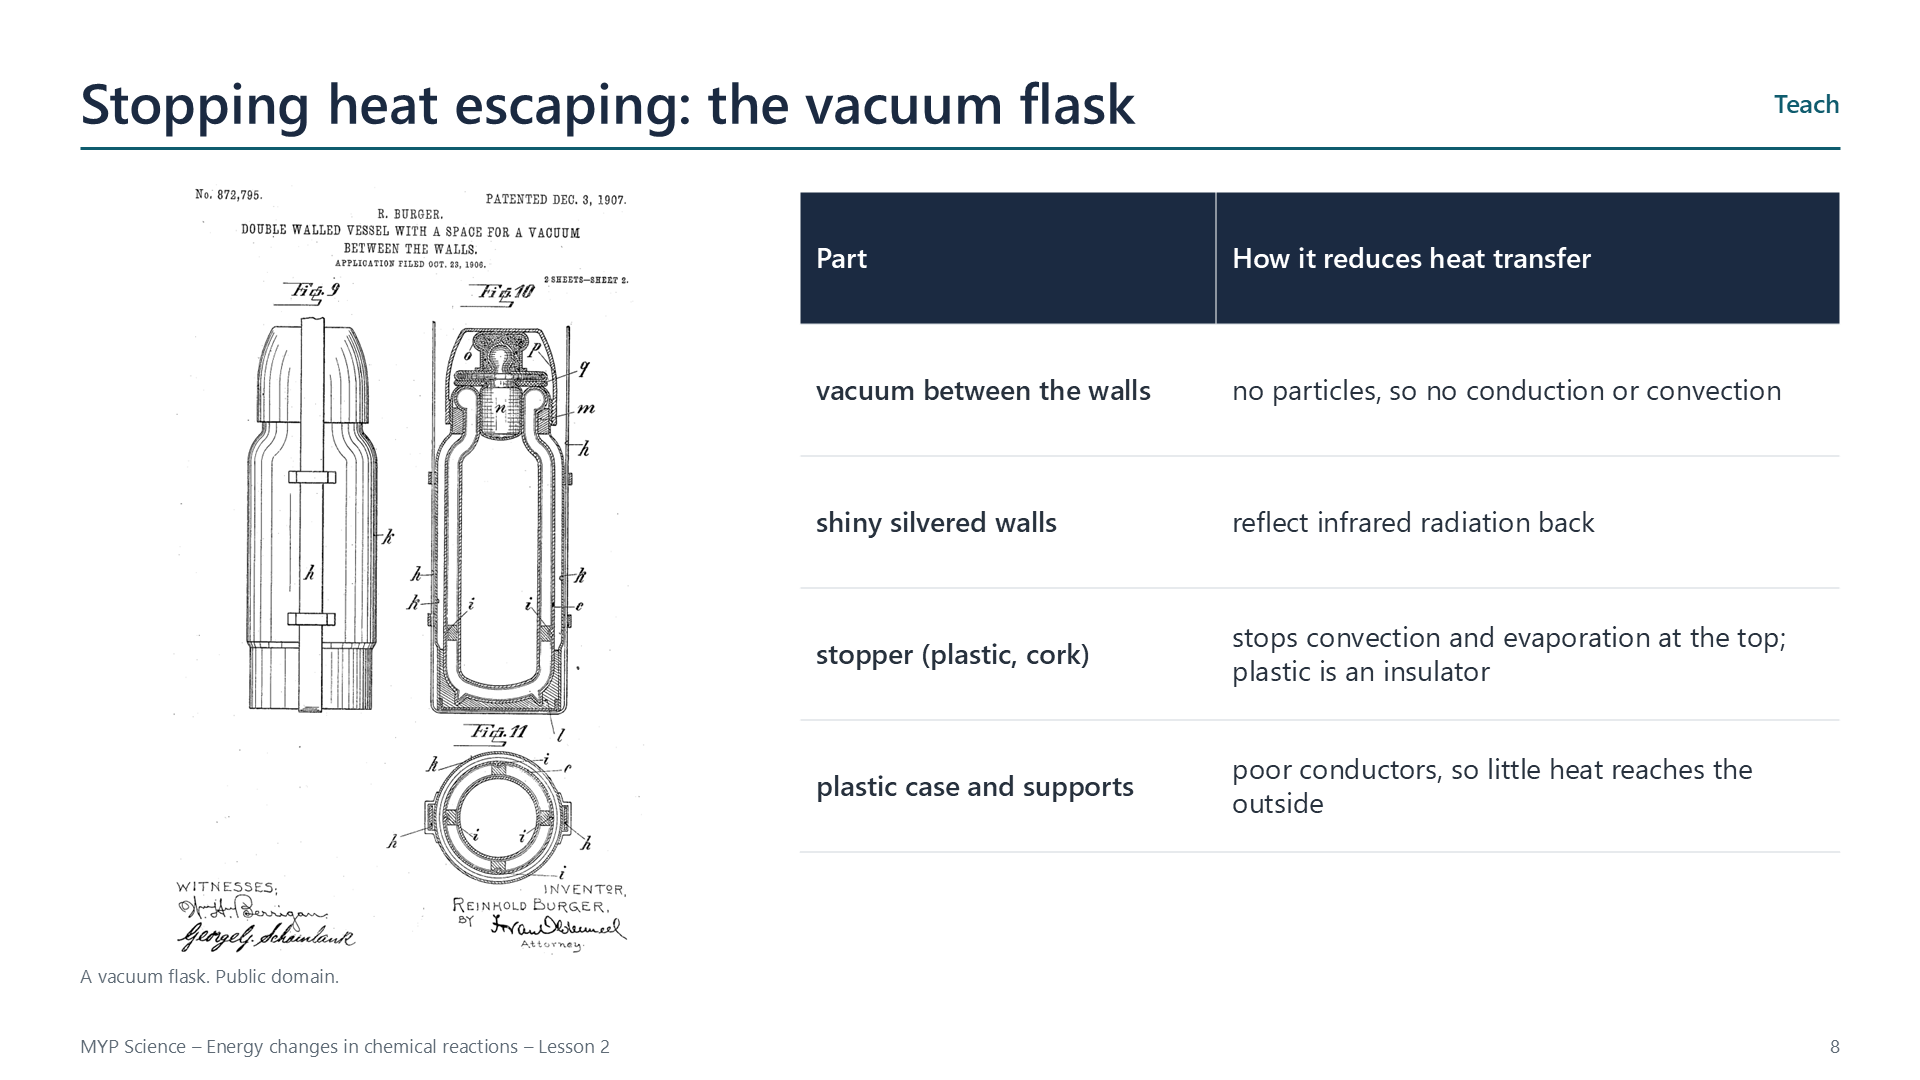 Stopping heat escaping: the vacuum flask
Teach
No. 872,795.
PATENTED DEC. 3, 1907.
R. BURGER.
DOUBLE WALLED VESSEL WITH A SPACE FOR A VACUUM
BETWEEN THE WALLS.
APPLICATION FILED OCT. 23, 1906.
2 SHEETS—SHEET 2.
Fig. 9
Fig. 10
o
p
q
n
m
h
k
h
h
k
k
i
i
c
l
Fig. 11
h
i
c
h
i
i
h
i
WITNESSES:
INVENTOR,
REINHOLD BURGER,
BY
Attorney.
A vacuum flask. Public domain.
Part
How it reduces heat transfer
vacuum between the walls
no particles, so no conduction or convection
shiny silvered walls
reflect infrared radiation back
stopper (plastic, cork)
stops convection and evaporation at the top;
plastic is an insulator
plastic case and supports
poor conductors, so little heat reaches the
outside
MYP Science – Energy changes in chemical reactions – Lesson 2
8